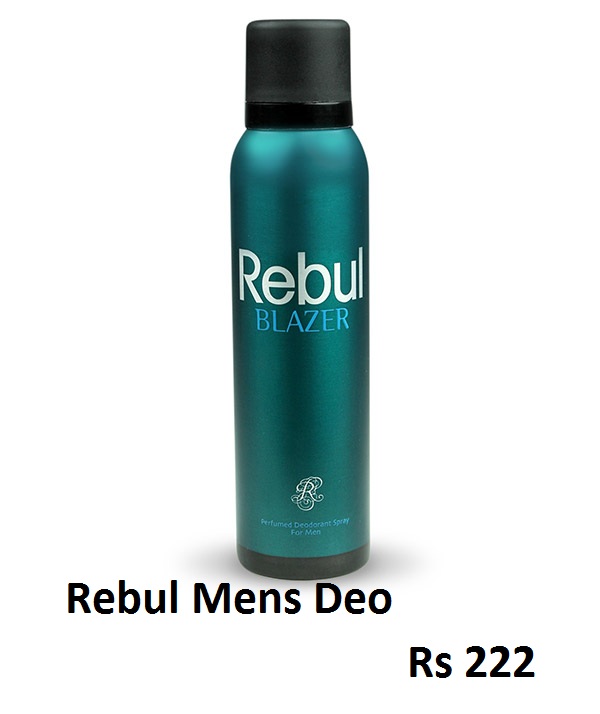 Rebul
BLAZER
R
Perfumed Deodorant Spray
For Men
Rebul Mens Deo
Rs 222